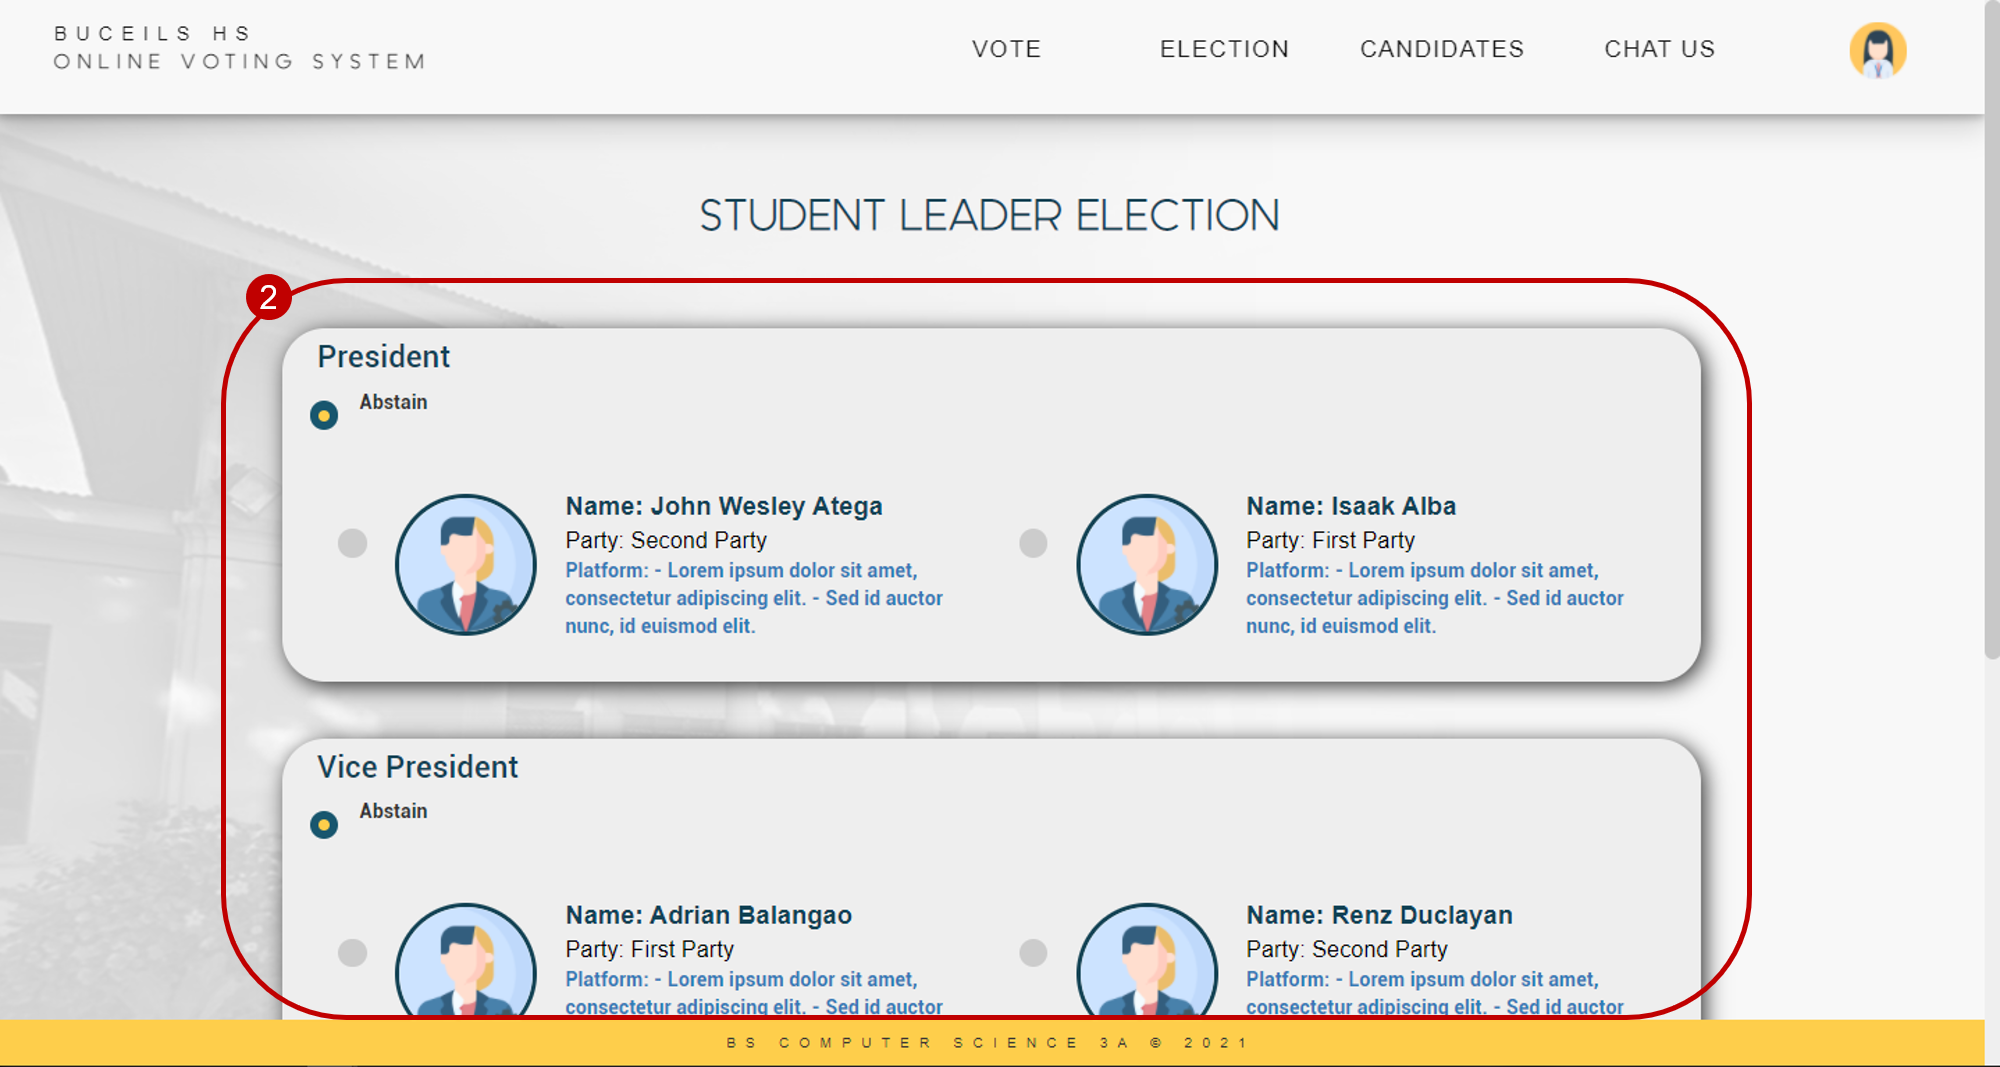 BUCEILS HS
ONLINE VOTING SYSTEM
VOTE
ELECTION
CANDIDATES
CHAT US
STUDENT LEADER ELECTION
2
President
Abstain
Name: John Wesley Atega
Party: Second Party
Platform: - Lorem ipsum dolor sit amet,
consectetur adipiscing elit. - Sed id auctor
nunc, id euismod elit.
Name: Isaak Alba
Party: First Party
Platform: - Lorem ipsum dolor sit amet,
consectetur adipiscing elit. - Sed id auctor
nunc, id euismod elit.
Vice President
Abstain
Name: Adrian Balangao
Party: First Party
Platform: - Lorem ipsum dolor sit amet,
consectetur adipiscing elit. - Sed id auctor
Name: Renz Duclayan
Party: Second Party
Platform: - Lorem ipsum dolor sit amet,
consectetur adipiscing elit. - Sed id auctor
BS COMPUTER SCIENCE 3A © 2021